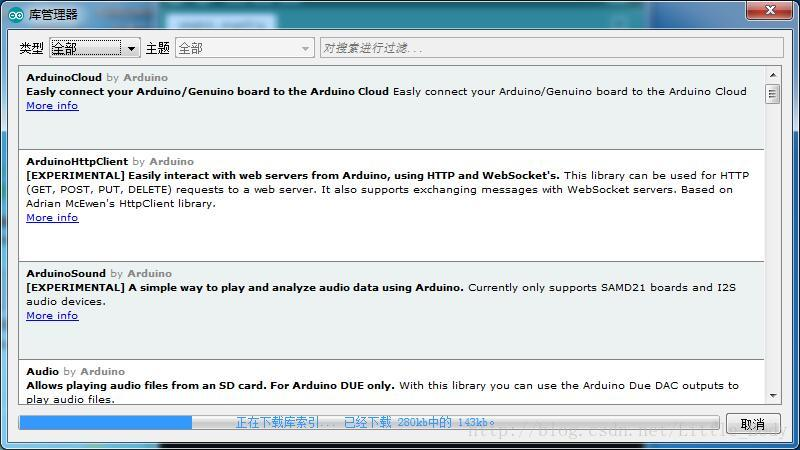 库管理器
类型 全部 主题 全部 对搜索进行过滤...
ArduinoCloud by Arduino
Easly connect your Arduino/Genuino board to the Arduino Cloud Easly connect your Arduino/Genuino board to the Arduino Cloud
More info
ArduinoHttpClient by Arduino
[EXPERIMENTAL] Easily interact with web servers from Arduino, using HTTP and WebSocket's. This library can be used for HTTP
(GET, POST, PUT, DELETE) requests to a web server. It also supports exchanging messages with WebSocket servers. Based on
Adrian McEwen's HttpClient library.
More info
ArduinoSound by Arduino
[EXPERIMENTAL] A simple way to play and analyze audio data using Arduino. Currently only supports SAMD21 boards and I2S
audio devices.
More info
Audio by Arduino
Allows playing audio files from an SD card. For Arduino DUE only. With this library you can use the Arduino Due DAC outputs to
play audio files.
正在下载库索引... 已经下载 280kb中的 143kb。 取消